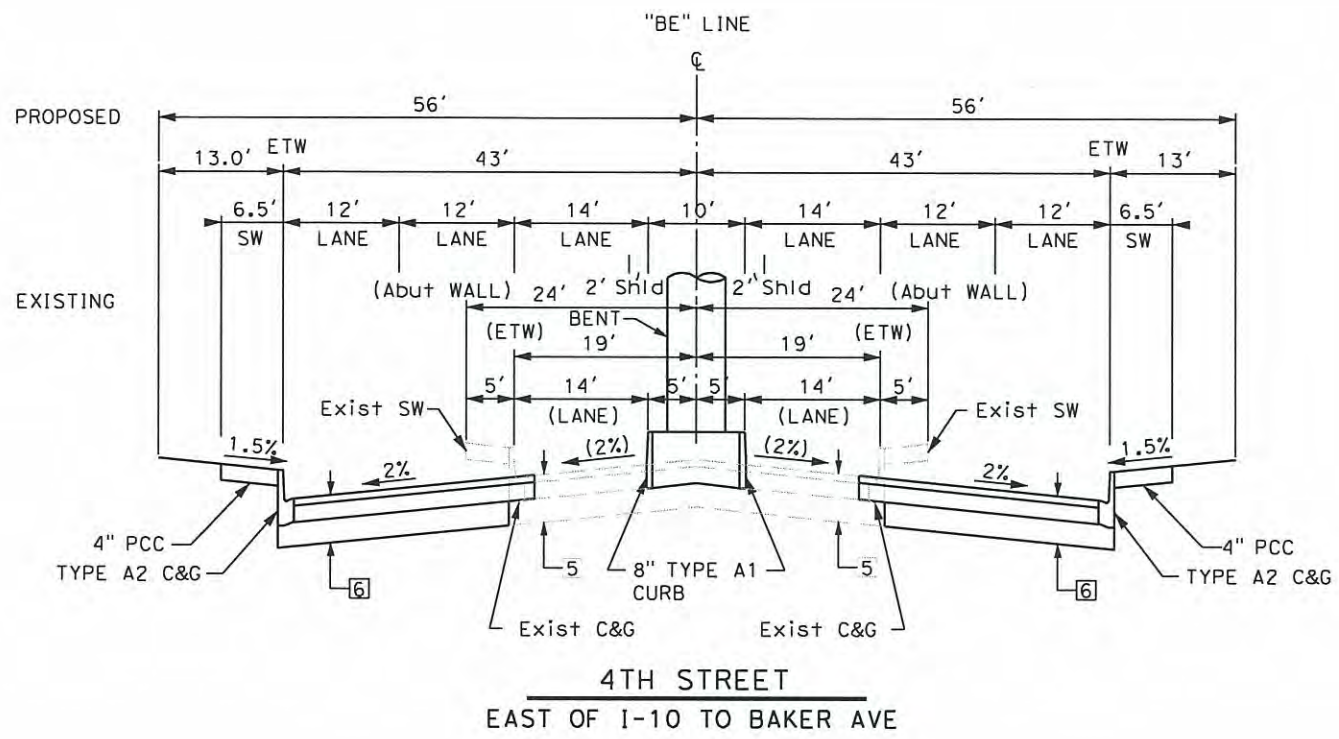 "BE" LINE
℄
PROPOSED
56' 56'
13.0' ETW 43' 43' ETW 13'
6.5' 12' 12' 14' 10' 14' 12' 12' 6.5'
SW LANE LANE LANE LANE LANE LANE SW
EXISTING
(Abut WALL) 2' Shld 2' Shld (Abut WALL)
24' 24'
BENT
(ETW) (ETW)
19' 19'
5' 14' 5' 5' 14' 5'
Exist SW (LANE) (LANE) Exist SW
1.5% 2% (2%) (2%) 2% 1.5%
4" PCC 4" PCC
TYPE A2 C&G TYPE A2 C&G
6 5 8" TYPE A1 5 6
CURB
Exist C&G Exist C&G
4TH STREET
EAST OF I-10 TO BAKER AVE